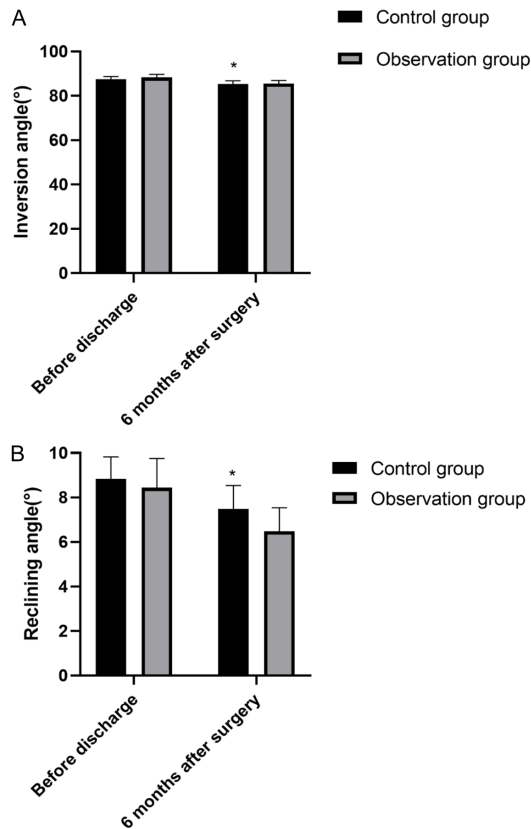 A
Control group
Observation group
*
Inversion angle(°)
100
80
60
40
20
0
Before discharge
6 months after surgery
B
Control group
Observation group
*
Reclining angle(°)
10
8
6
4
2
0
Before discharge
6 months after surgery